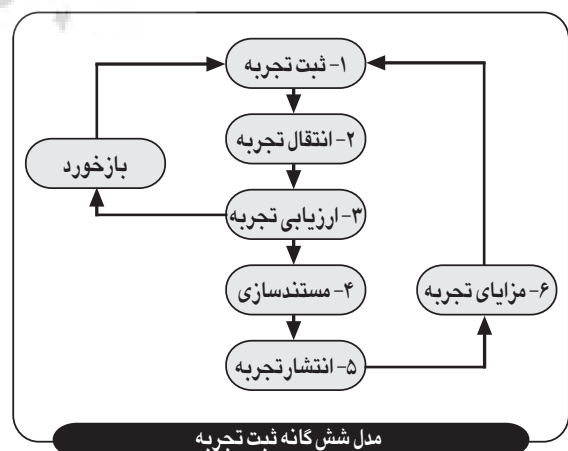 ۱- ثبت تجربه
۲- انتقال تجربه
بازخورد
۳- ارزیابی تجربه
۴- مستندسازی
۶- مزایای تجربه
۵- انتشار تجربه
مدل شش گانه ثبت تجربه